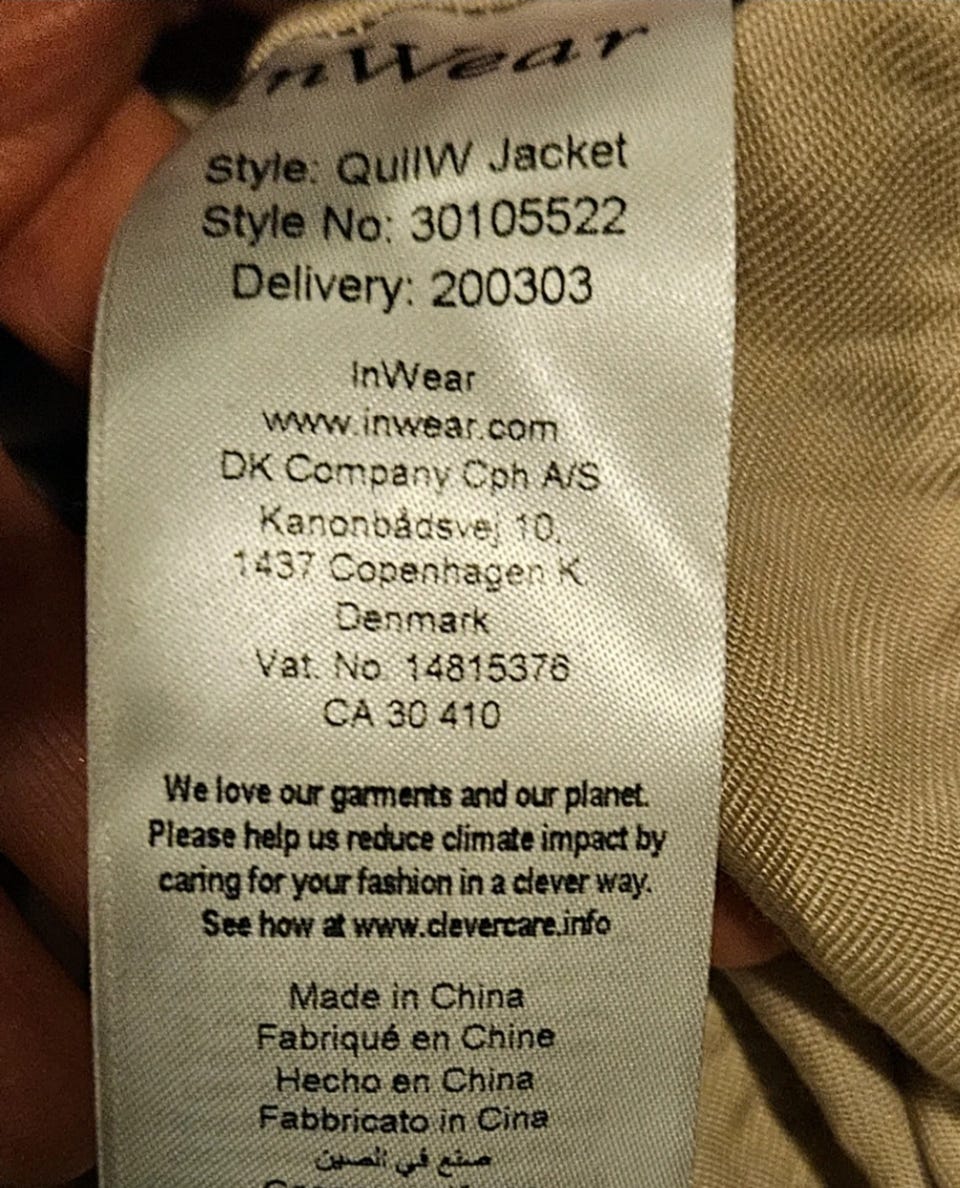 InWear
Style: QuilIW Jacket
Style No: 30105522
Delivery: 200303
InWear
www.inwear.com
DK Company Cph A/S
Kanonbådsvej 10,
1437 Copenhagen K
Denmark
Vat. No 14815376
CA 30 410
We love our garments and our planet.
Please help us reduce climate impact by
caring for your fashion in a clever way.
See how at www.clevercare.info
Made in China
Fabriqué en Chine
Hecho en China
Fabbricato in Cina
صنع في الصين